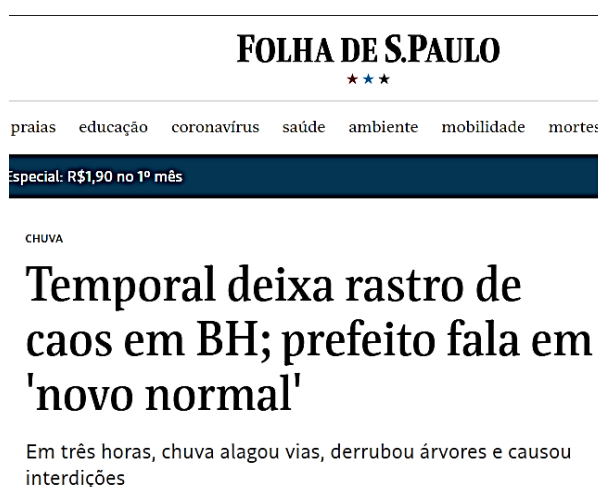 FOLHA DE S.PAULO
praias educação coronavírus saúde ambiente mobilidade mortes
Especial: R$1,90 no 1º mês
CHUVA
Temporal deixa rastro de
caos em BH; prefeito fala em
'novo normal'
Em três horas, chuva alagou vias, derrubou árvores e causou
interdições